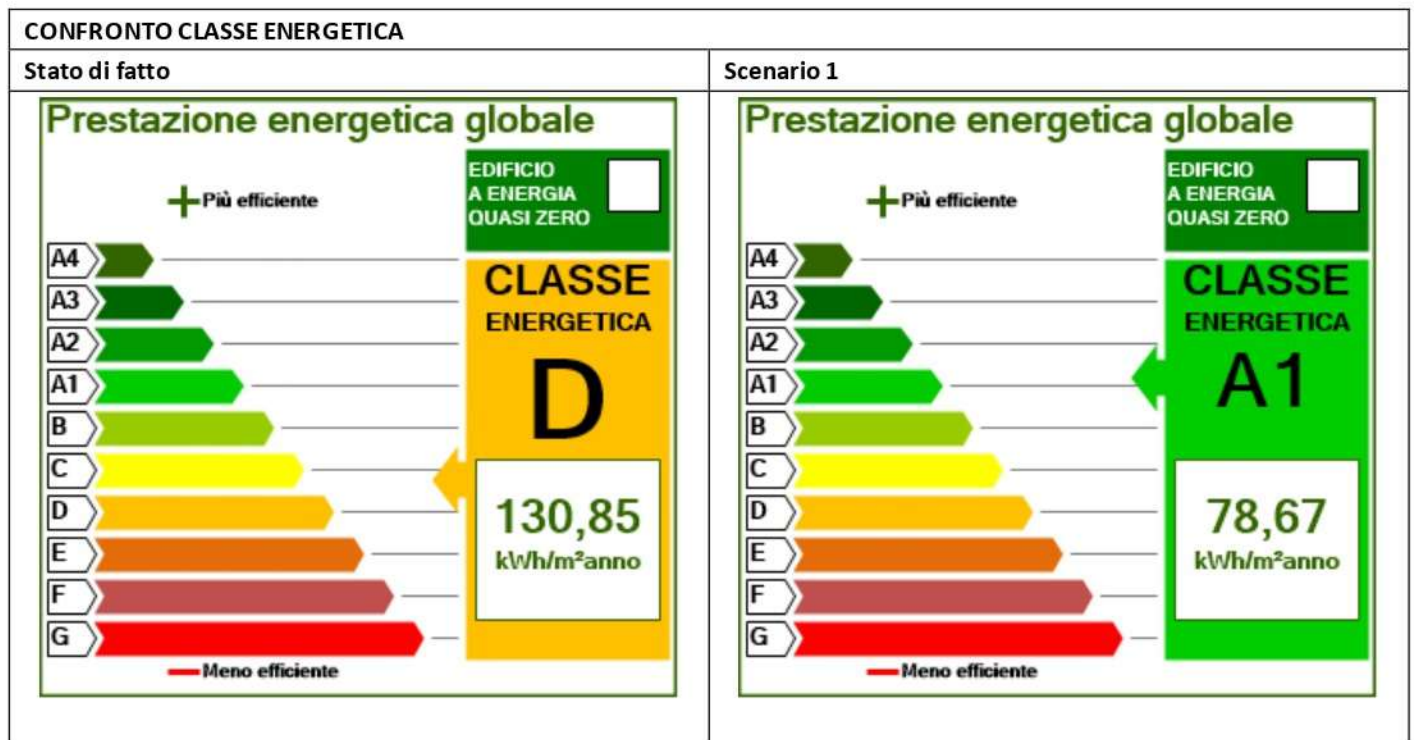 CONFRONTO CLASSE ENERGETICA
Stato di fatto
Scenario 1
Prestazione energetica globale
EDIFICIO
A ENERGIA
QUASI ZERO
Più efficiente
A4
A3
A2
A1
B
C
D
E
F
G
CLASSE
ENERGETICA
D
130,85
kWh/m²anno
Meno efficiente
Prestazione energetica globale
EDIFICIO
A ENERGIA
QUASI ZERO
Più efficiente
A4
A3
A2
A1
B
C
D
E
F
G
CLASSE
ENERGETICA
A1
78,67
kWh/m²anno
Meno efficiente